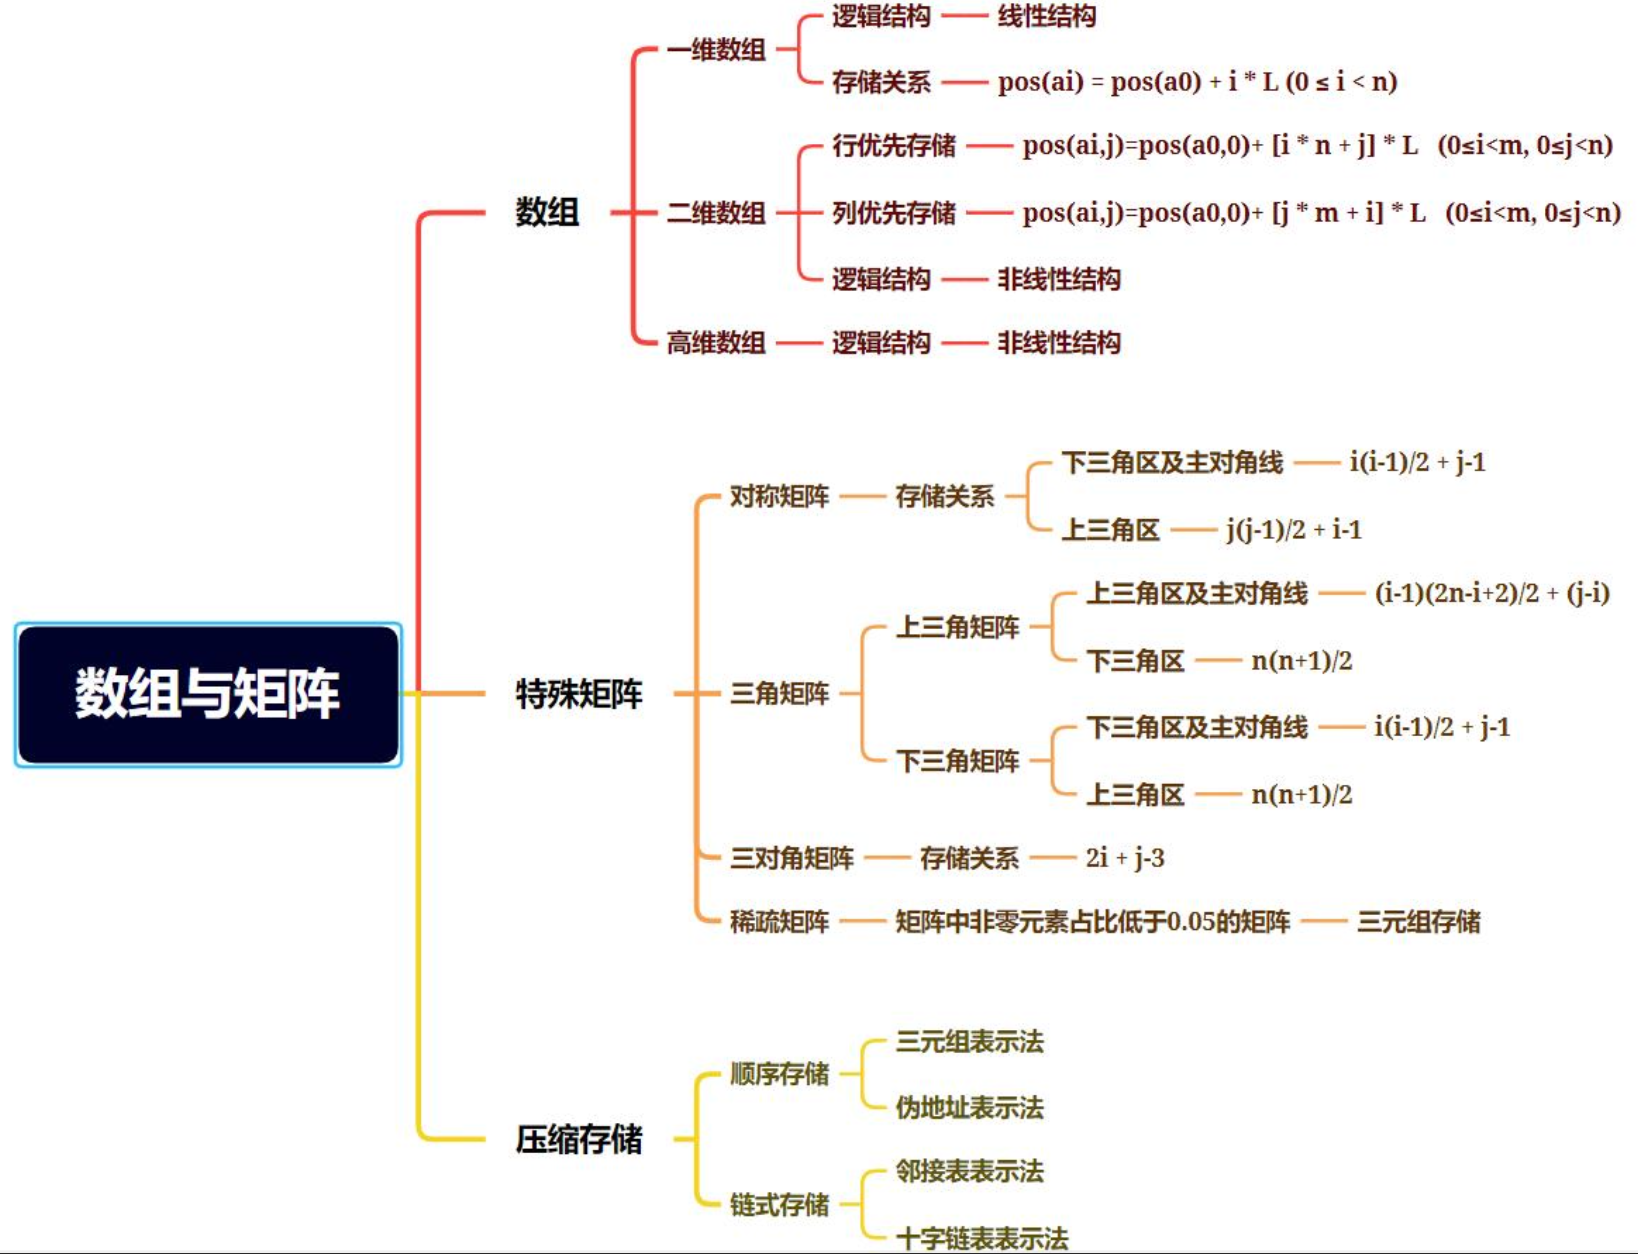 数组与矩阵
数组
一维数组
逻辑结构
线性结构
存储关系
pos(ai) = pos(a0) + i * L (0 ≤ i < n)
二维数组
行优先存储
pos(ai,j)=pos(a0,0)+ [i * n + j] * L (0≤i<m, 0≤j<n)
列优先存储
pos(ai,j)=pos(a0,0)+ [j * m + i] * L (0≤i<m, 0≤j<n)
逻辑结构
非线性结构
高维数组
逻辑结构
非线性结构
特殊矩阵
对称矩阵
存储关系
下三角区及主对角线
i(i-1)/2 + j-1
上三角区
j(j-1)/2 + i-1
三角矩阵
上三角矩阵
上三角区及主对角线
(i-1)(2n-i+2)/2 + (j-i)
下三角区
n(n+1)/2
下三角矩阵
下三角区及主对角线
i(i-1)/2 + j-1
上三角区
n(n+1)/2
三对角矩阵
存储关系
2i + j-3
稀疏矩阵
矩阵中非零元素占比低于0.05的矩阵
三元组存储
压缩存储
顺序存储
三元组表示法
伪地址表示法
链式存储
邻接表表示法
十字链表表示法